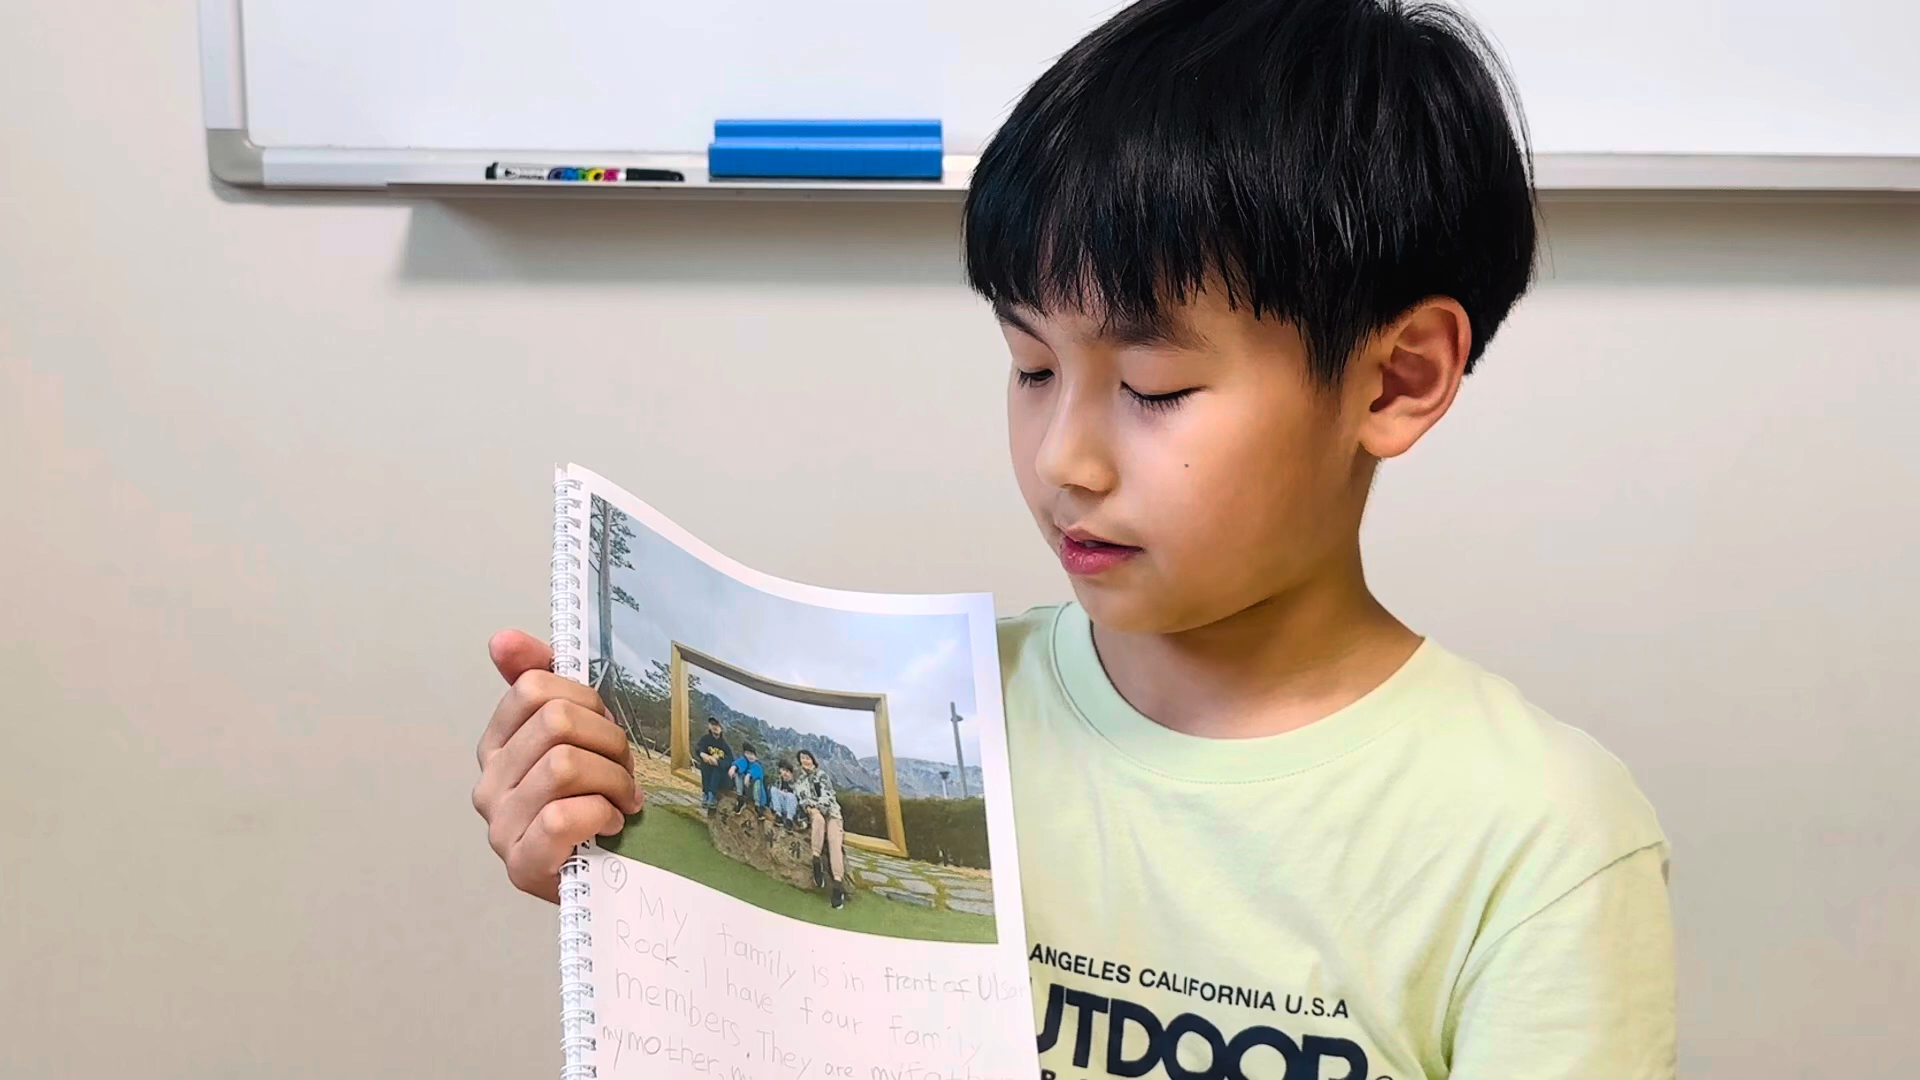 9
My family is in front of Ulsan
Rock. I have four family
members. They are my father
my mother, my
ANGELES CALIFORNIA U.S.A
UTDOOR